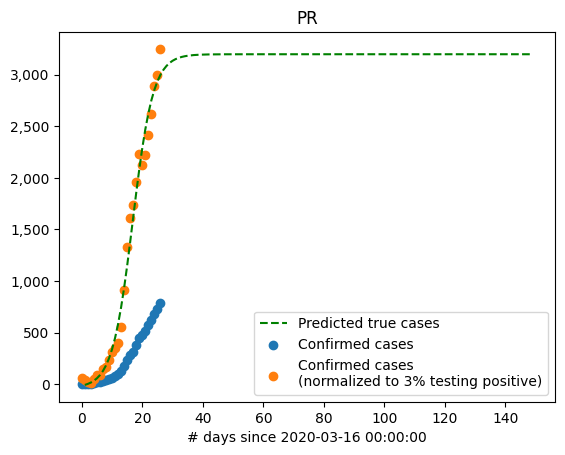 PR
3,000
2,500
2,000
1,500
1,000
500
0
Predicted true cases
Confirmed cases
Confirmed cases
(normalized to 3% testing positive)
0 20 40 60 80 100 120 140
# days since 2020-03-16 00:00:00